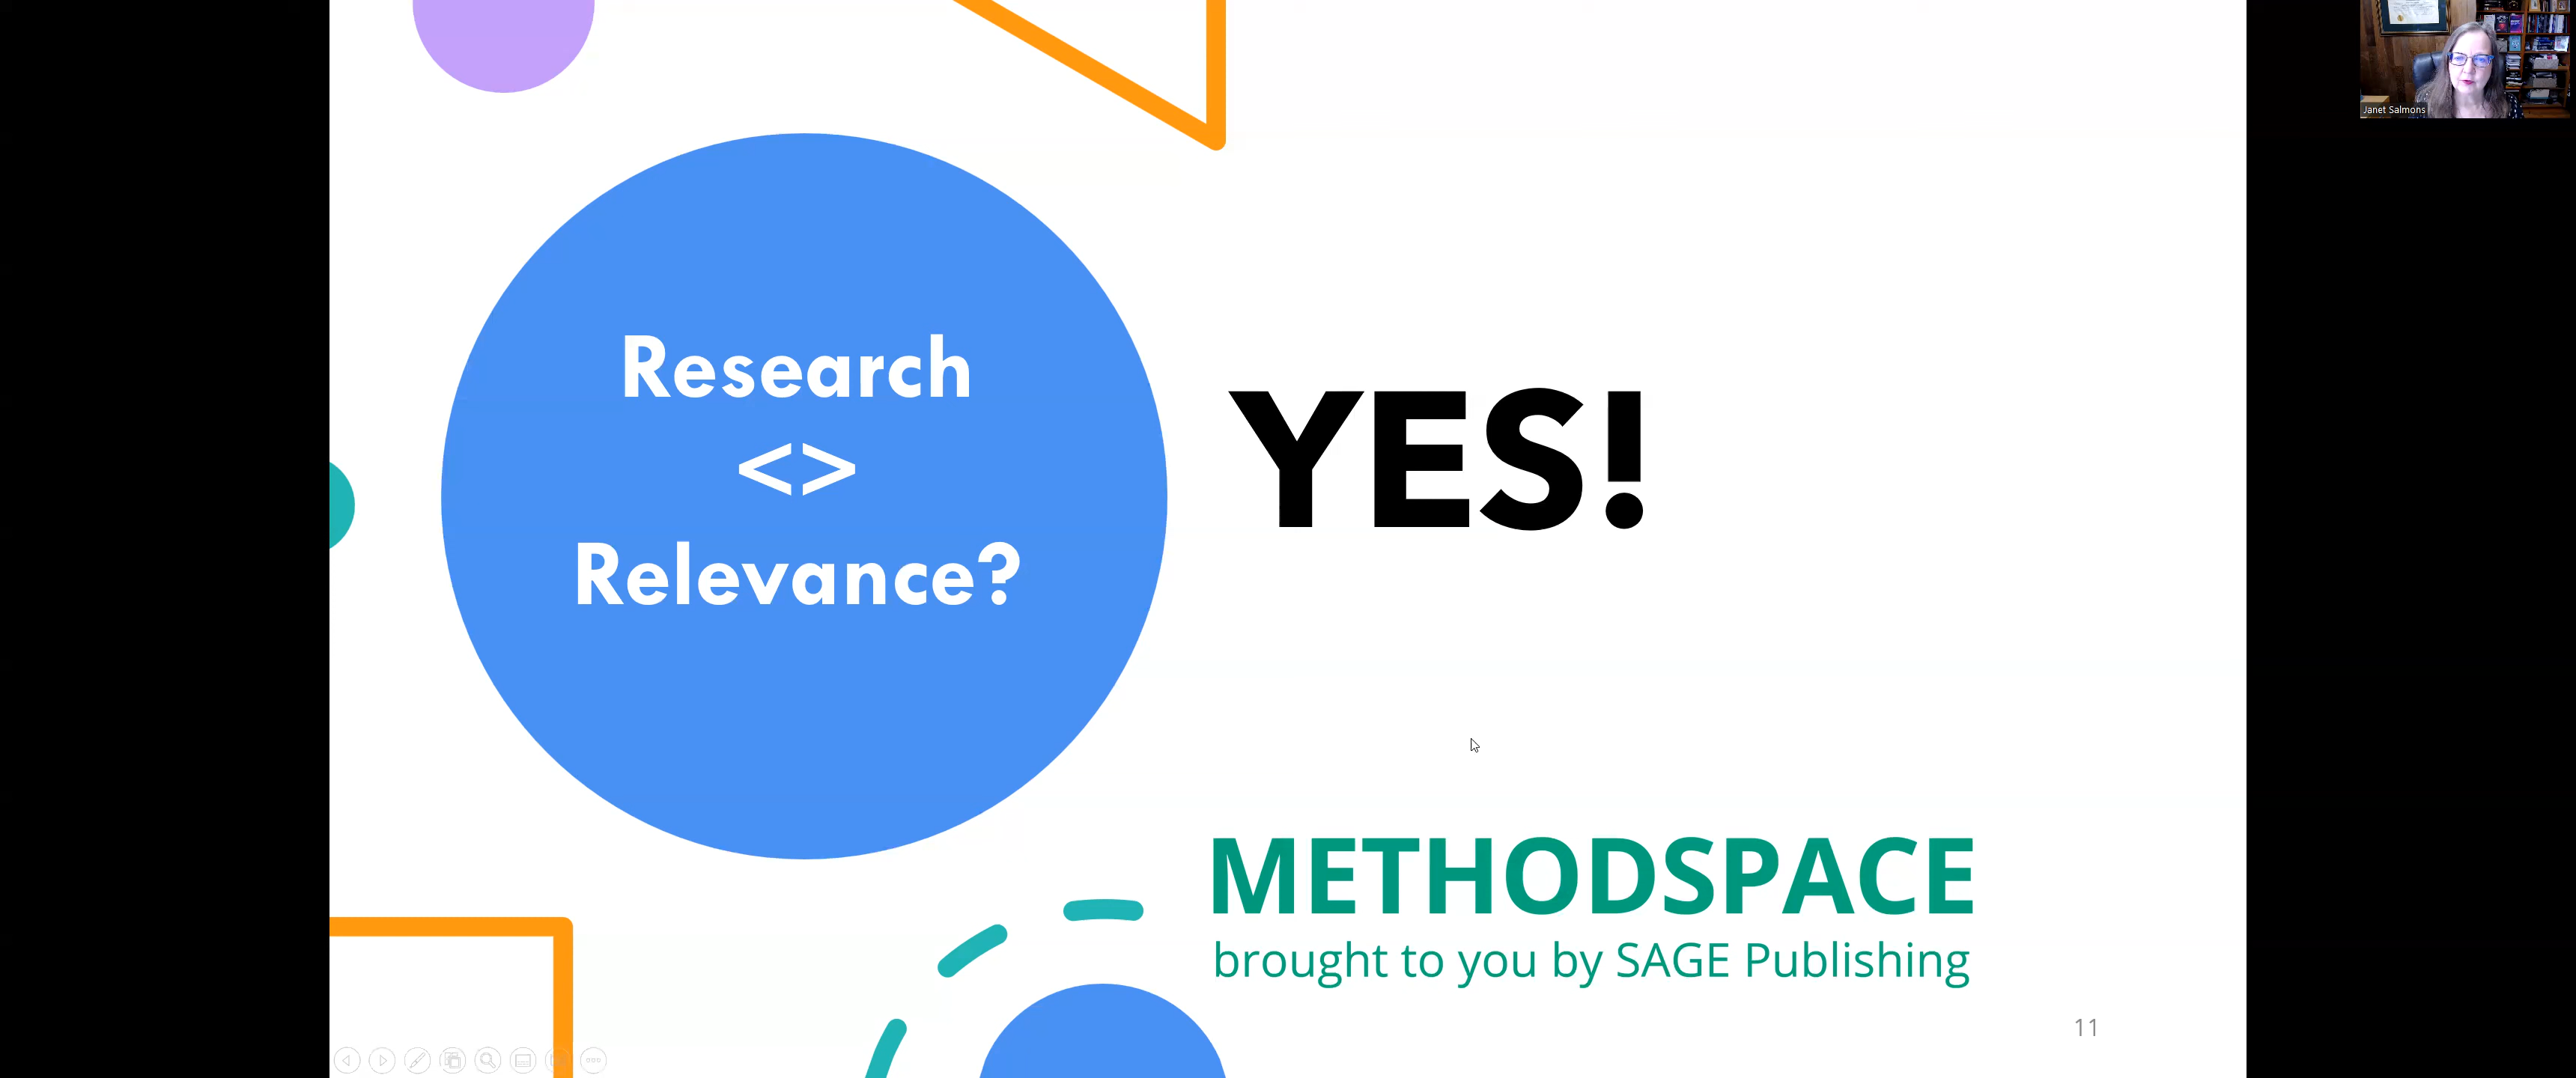 Janet Salmons
Research
<>
Relevance?
YES!
METHODSPACE
brought to you by SAGE Publishing
11